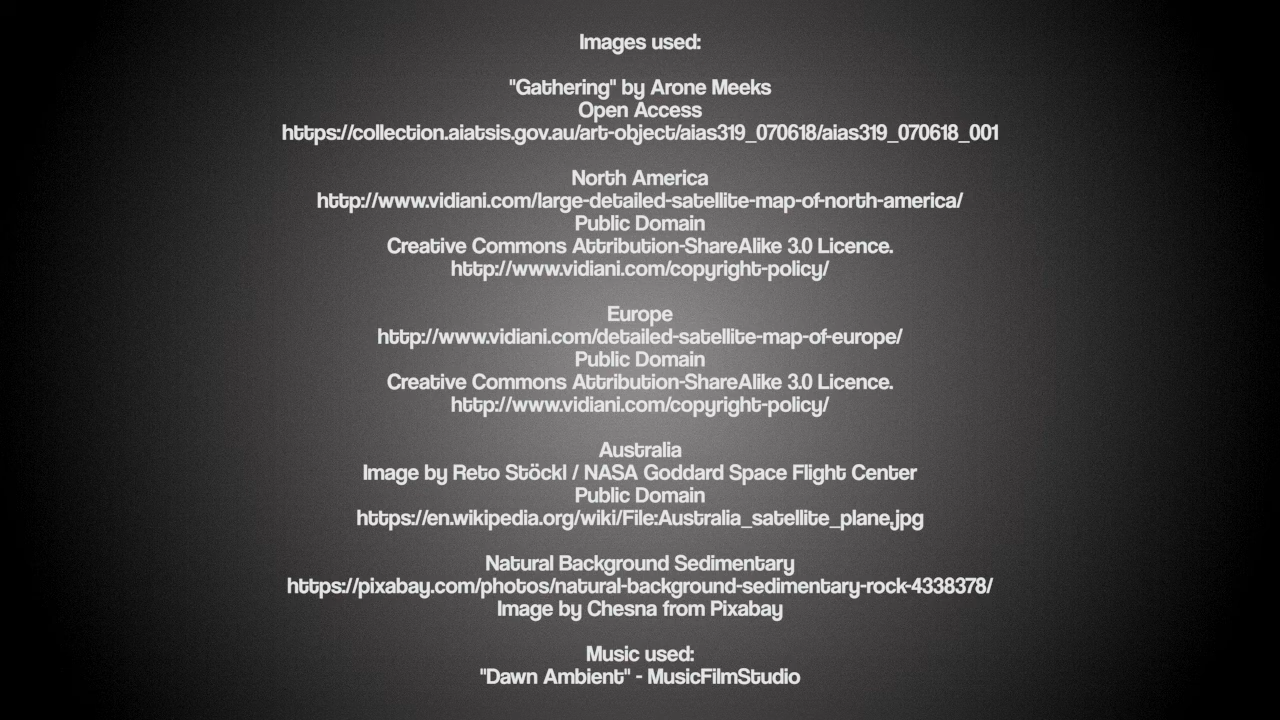 Images used:
"Gathering" by Arone Meeks
Open Access
https://collection.aiatsis.gov.au/art-object/aias319_070618/aias319_070618_001
North America
http://www.vidiani.com/large-detailed-satellite-map-of-north-america/
Public Domain
Creative Commons Attribution-ShareAlike 3.0 Licence.
http://www.vidiani.com/copyright-policy/
Europe
http://www.vidiani.com/detailed-satellite-map-of-europe/
Public Domain
Creative Commons Attribution-ShareAlike 3.0 Licence.
http://www.vidiani.com/copyright-policy/
Australia
Image by Reto Stöckl / NASA Goddard Space Flight Center
Public Domain
https://en.wikipedia.org/wiki/File:Australia_satellite_plane.jpg
Natural Background Sedimentary
https://pixabay.com/photos/natural-background-sedimentary-rock-4338378/
Image by Chesna from Pixabay
Music used:
"Dawn Ambient" - MusicFilmStudio